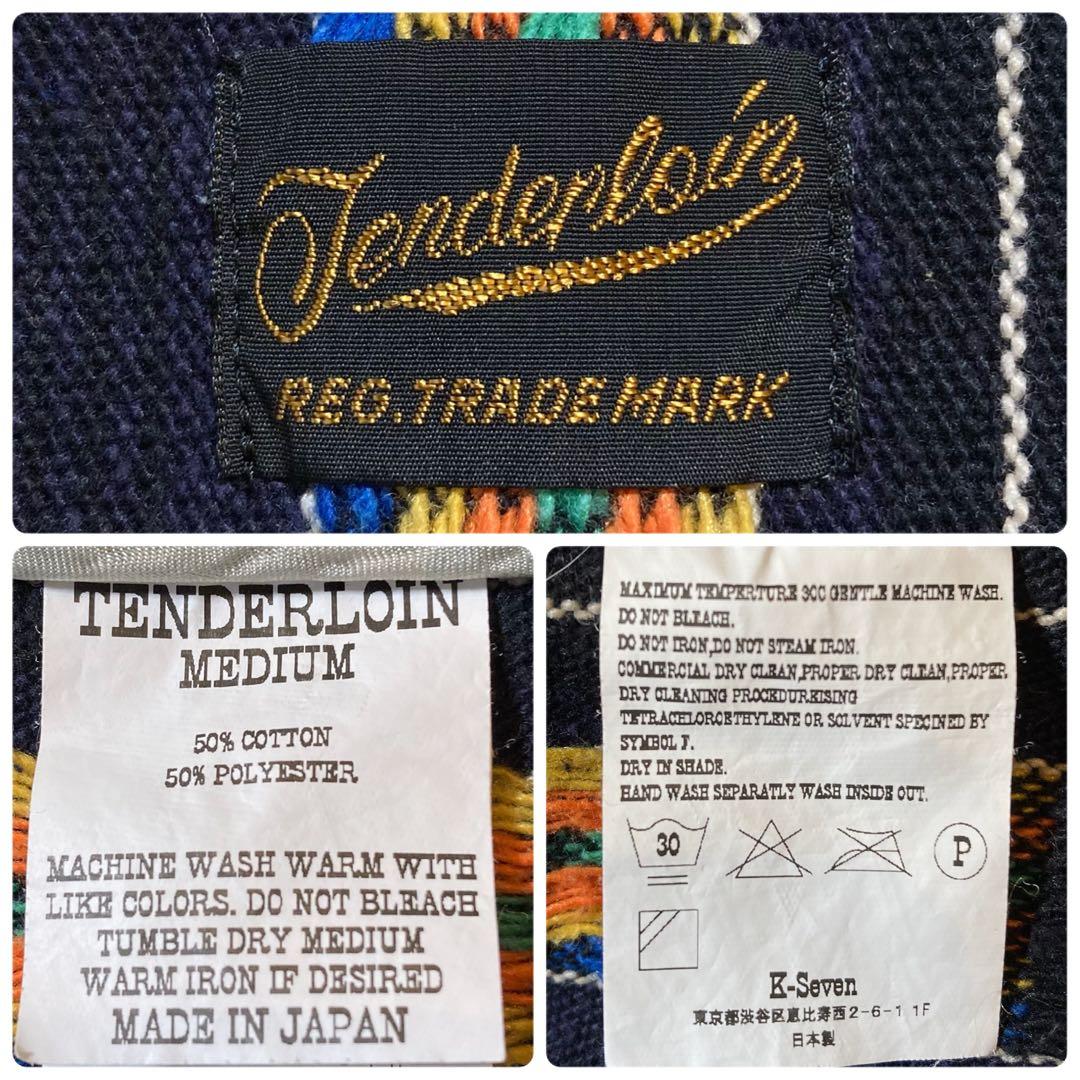 Tenderloin
REG. TRADE MARK
TENDERLOIN
MEDIUM
50% COTTON
50% POLYESTER
MACHINE WASH WARM WITH
LIKE COLORS. DO NOT BLEACH
TUMBLE DRY MEDIUM
WARM IRON IF DESIRED
MADE IN JAPAN
MAXIMUM TEMPERTURE 30C GENTLE MACHINE WASH.
DO NOT BLEACH.
DO NOT IRON,DO NOT STEAM IRON.
COMMERCIAL DRY CLEAN,PROPER DRY CLEAN,PROPER
DRY CLEANING PROCEDUREISING
TETRACHLOROETHYLENE OR SOLVENT SPECINED BY
SYMBOL F.
DRY IN SHADE.
HAND WASH SEPARATLY WASH INSIDE OUT.
30 P
K-Seven
東京都渋谷区恵比寿西2-6-1 1F
日本製